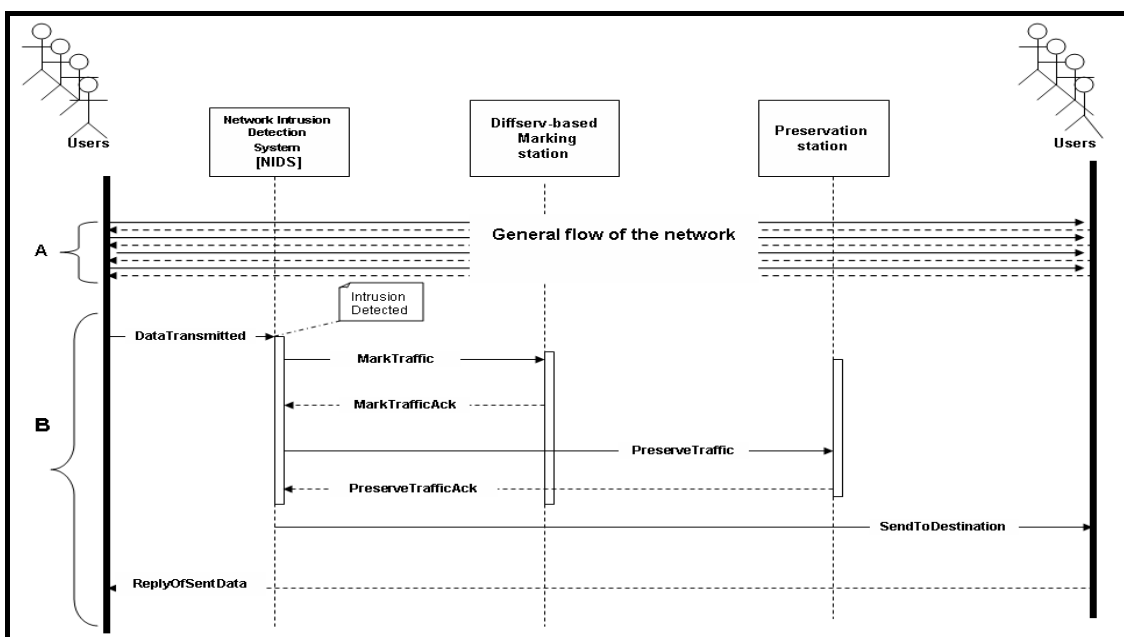 Users
Network Intrusion
Detection
System
[NIDS]
Diffserv-based
Marking
station
Preservation
station
Users
A
General flow of the network
Intrusion
Detected
DataTransmitted
MarkTraffic
MarkTrafficAck
B
PreserveTraffic
PreserveTrafficAck
SendToDestination
ReplyOfSentData